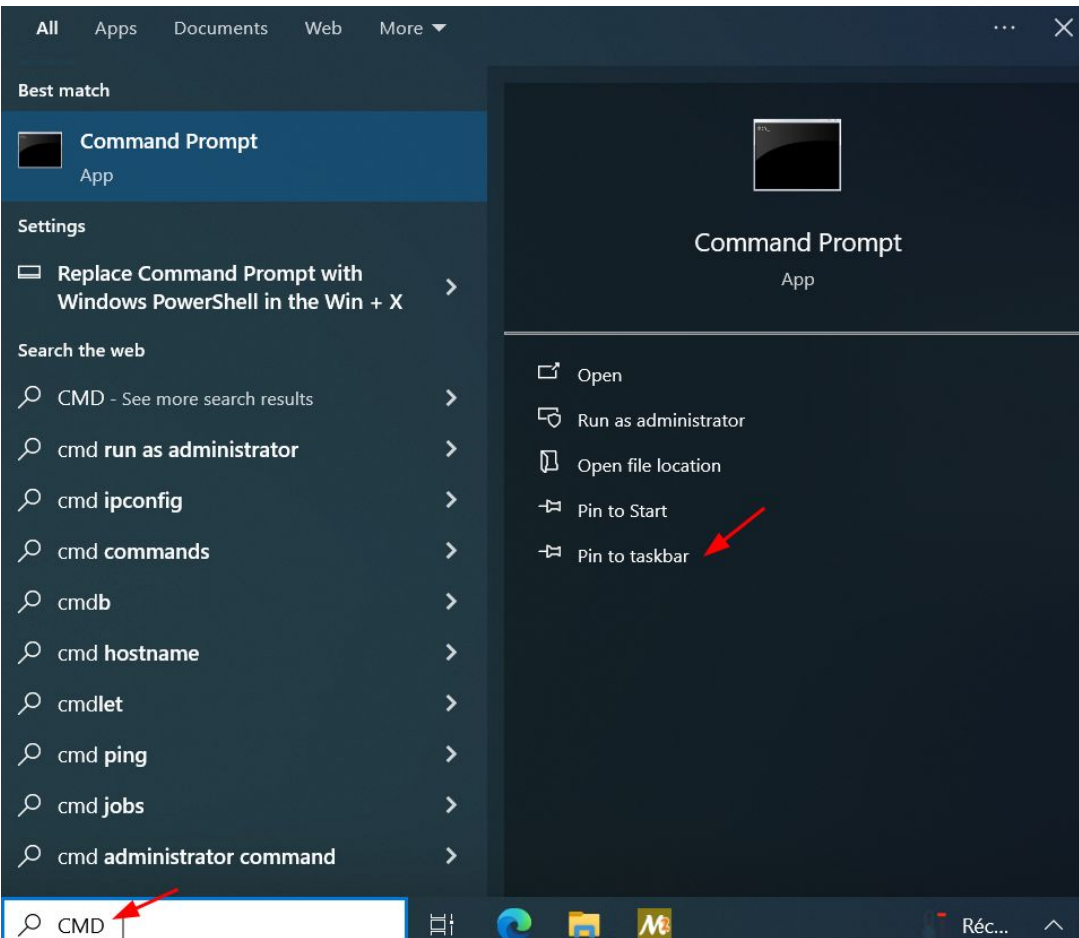 All Apps Documents Web More
Best match
Command Prompt
App
Settings
Replace Command Prompt with
Windows PowerShell in the Win + X
Search the web
CMD - See more search results
cmd run as administrator
cmd ipconfig
cmd commands
cmdb
cmd hostname
cmdlet
cmd ping
cmd jobs
cmd administrator command
CMD
Command Prompt
App
Open
Run as administrator
Open file location
Pin to Start
Pin to taskbar
Réc...